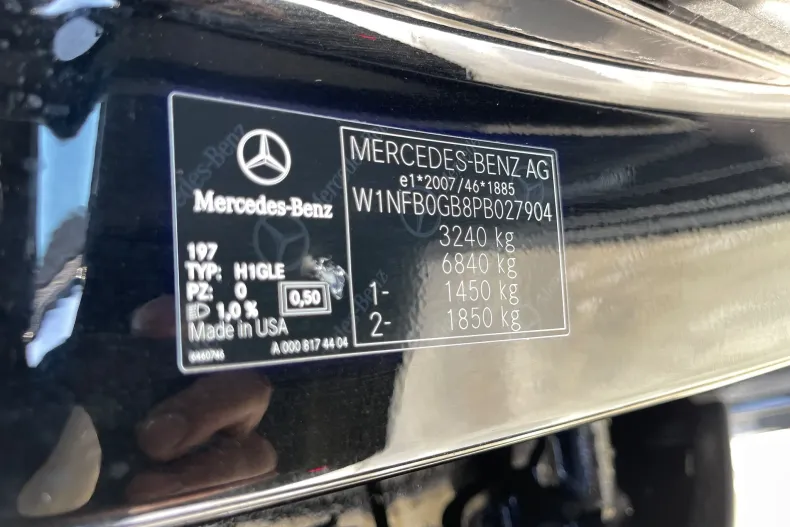 Mercedes-Benz
197
TYP: H1GLE
PZ: 0
1,0 %
0,50
Made in USA
6460746
A 000 817 44 04
MERCEDES-BENZ AG
e1*2007/46*1885
W1NFB0GB8PB027904
3240 kg
6840 kg
1- 1450 kg
2- 1850 kg